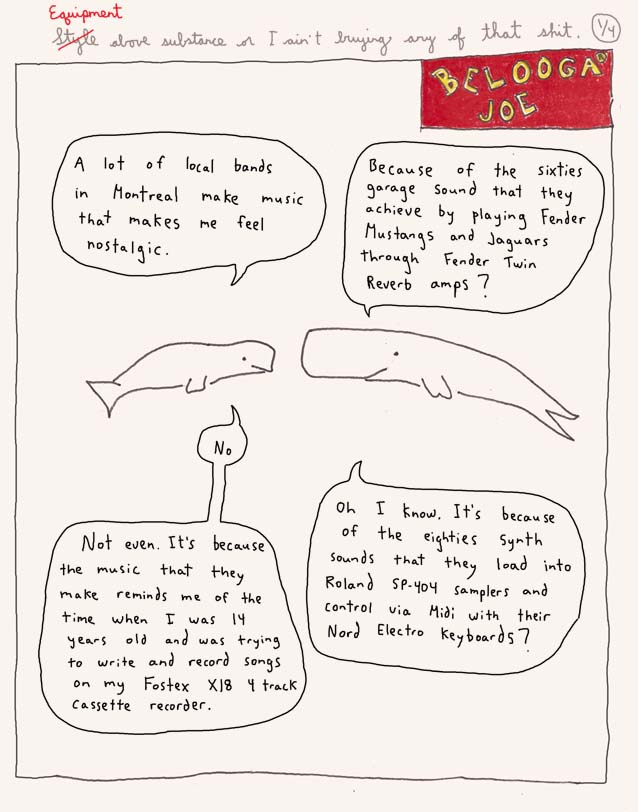 Equipment
Style above substance or I ain't buying any of that shit. 1/4
BELOOGA
JOE
A lot of local bands
in Montreal make music
that makes me feel
nostalgic.
Because of the sixties
garage sound that they
achieve by playing Fender
Mustangs and Jaguars
through Fender Twin
Reverb amps?
No
Oh I know. It's because
of the eighties synth
sounds that they load into
Roland SP-404 samplers and
control via Midi with their
Nord Electro Keyboards?
Not even. It's because
the music that they
make reminds me of the
time when I was 14
years old and was trying
to write and record songs
on my Fostex X18 4 track
cassette recorder.